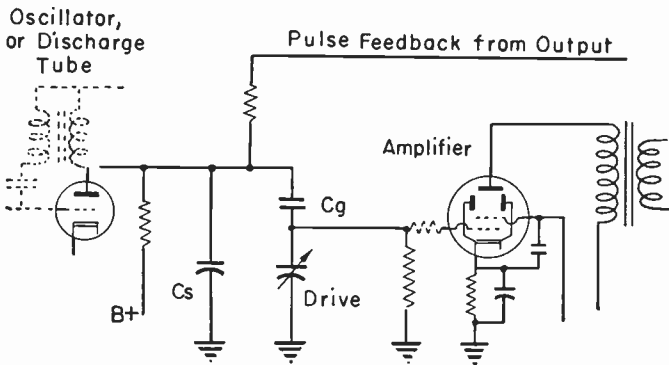 Oscillator,
or Discharge
Tube
Pulse Feedback from Output
Amplifier
Cg
Cs
Drive
B+